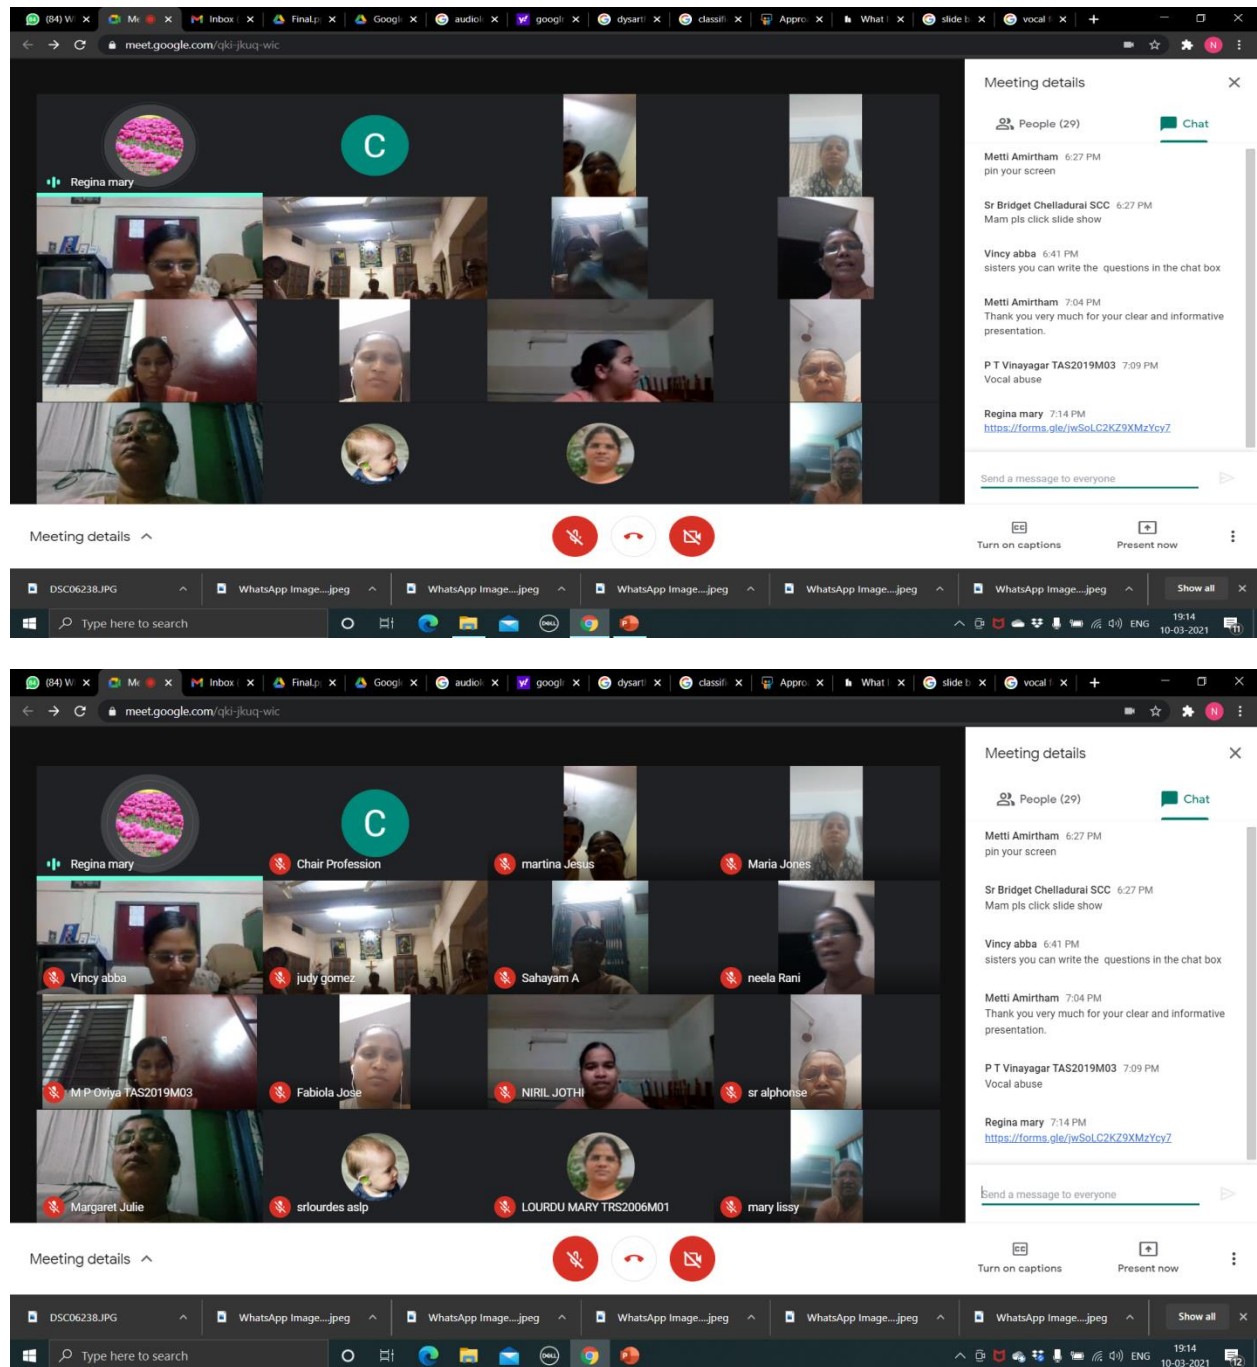 (84) W
Me
Inbox (
Final.p
Googl
audiol
googlr
dysart
classifi
Appro
What I
slide b
vocal f
meet.google.com/qki-jkuq-wic
N
Meeting details
People (29)
Chat
C
Regina mary
Metti Amirtham 6:27 PM
pin your screen
Sr Bridget Chelladurai SCC 6:27 PM
Mam pls click slide show
Vincy abba 6:41 PM
sisters you can write the questions in the chat box
Metti Amirtham 7:04 PM
Thank you very much for your clear and informative
presentation.
P T Vinayagar TAS2019M03 7:09 PM
Vocal abuse
Regina mary 7:14 PM
https://forms.gle/jwSoLC2KZ9XMzYcy7
Send a message to everyone
Meeting details
Turn on captions
Present now
DSC06238.JPG
WhatsApp Image....jpeg
WhatsApp Image....jpeg
WhatsApp Image....jpeg
WhatsApp Image....jpeg
WhatsApp Image....jpeg
Show all
Type here to search
DELL
ENG
19:14
10-03-2021
11
(84) W
Me
Inbox (
Final.p
Googl
audiol
googlr
dysart
classifi
Appro
What I
slide b
vocal f
meet.google.com/qki-jkuq-wic
N
Meeting details
People (29)
Chat
C
Regina mary
Chair Profession
martina Jesus
Maria Jones
Vincy abba
judy gomez
Sahayam A
neela Rani
M P Oviya TAS2019M03
Fabiola Jose
NIRIL JOTHI
sr alphonse
Margaret Julie
srlourdes aslp
LOURDU MARY TRS2006M01
mary lissy
Metti Amirtham 6:27 PM
pin your screen
Sr Bridget Chelladurai SCC 6:27 PM
Mam pls click slide show
Vincy abba 6:41 PM
sisters you can write the questions in the chat box
Metti Amirtham 7:04 PM
Thank you very much for your clear and informative
presentation.
P T Vinayagar TAS2019M03 7:09 PM
Vocal abuse
Regina mary 7:14 PM
https://forms.gle/jwSoLC2KZ9XMzYcy7
Send a message to everyone
Meeting details
Turn on captions
Present now
DSC06238.JPG
WhatsApp Image....jpeg
WhatsApp Image....jpeg
WhatsApp Image....jpeg
WhatsApp Image....jpeg
WhatsApp Image....jpeg
Show all
Type here to search
DELL
ENG
19:14
10-03-2021
12